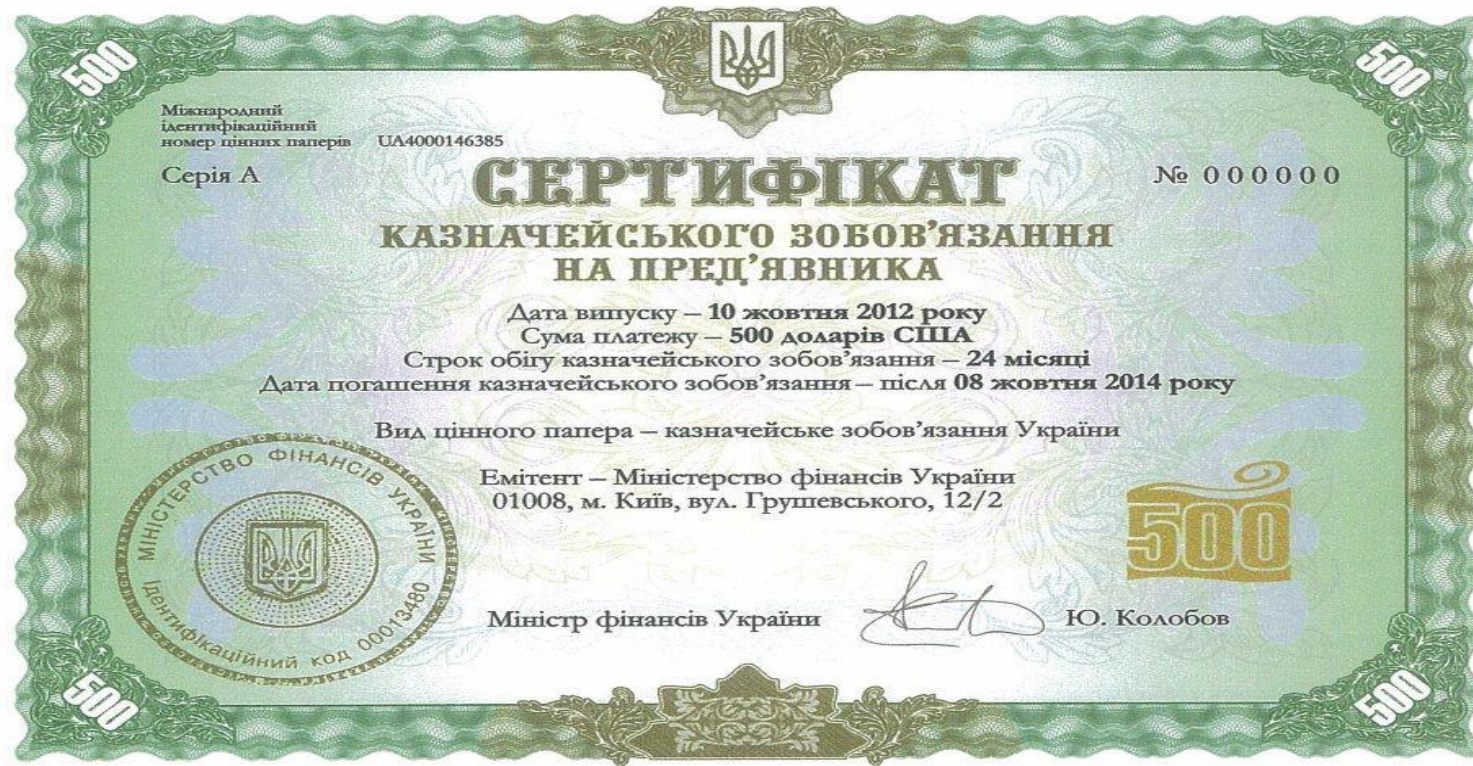 500
500
Міжнародний
ідентифікаційний
номер цінних паперів UA4000146385
Серія А
№ 000000
СЕРТИФІКАТ
КАЗНАЧЕЙСЬКОГО ЗОБОВ’ЯЗАННЯ
НА ПРЕД’ЯВНИКА
Дата випуску – 10 жовтня 2012 року
Сума платежу – 500 доларів США
Строк обігу казначейського зобов’язання – 24 місяці
Дата погашення казначейського зобов’язання – після 08 жовтня 2014 року
Вид цінного папера – казначейське зобов’язання України
Емітент – Міністерство фінансів України
01008, м. Київ, вул. Грушевського, 12/2
МІНІСТЕРСТВО ФІНАНСІВ УКРАЇНИ
Ідентифікаційний код 00013480
500
Міністр фінансів України
Ю. Колобов
500
500